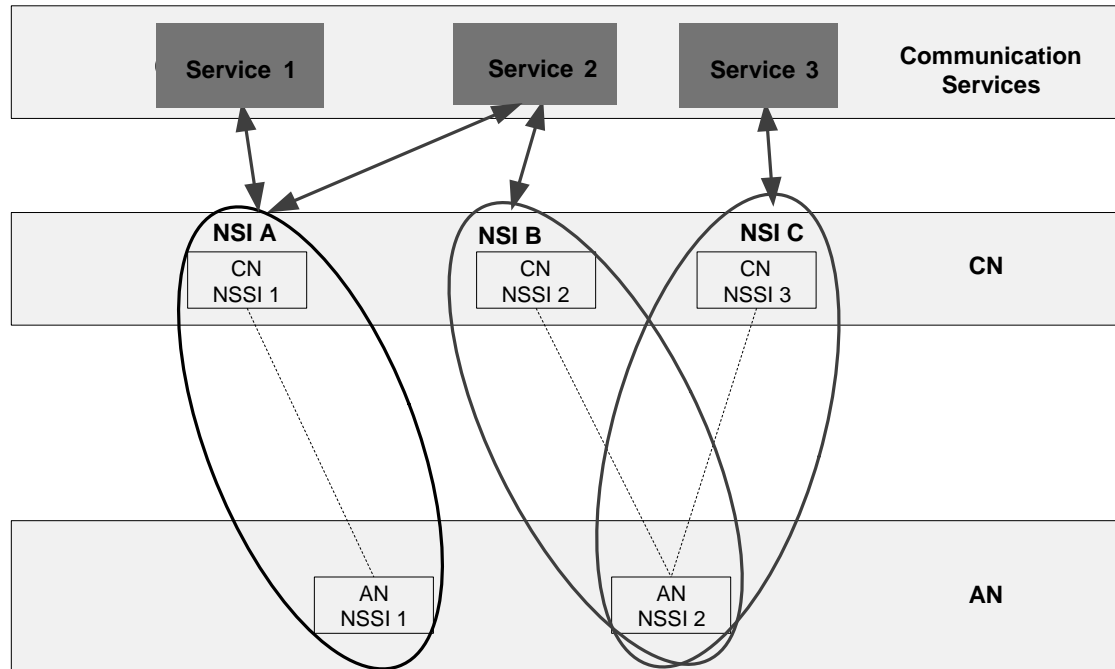 Service 1
Service 2
Service 3
Communication
Services
NSI A
NSI B
NSI C
CN
NSSI 1
CN
NSSI 2
CN
NSSI 3
CN
AN
NSSI 1
AN
NSSI 2
AN